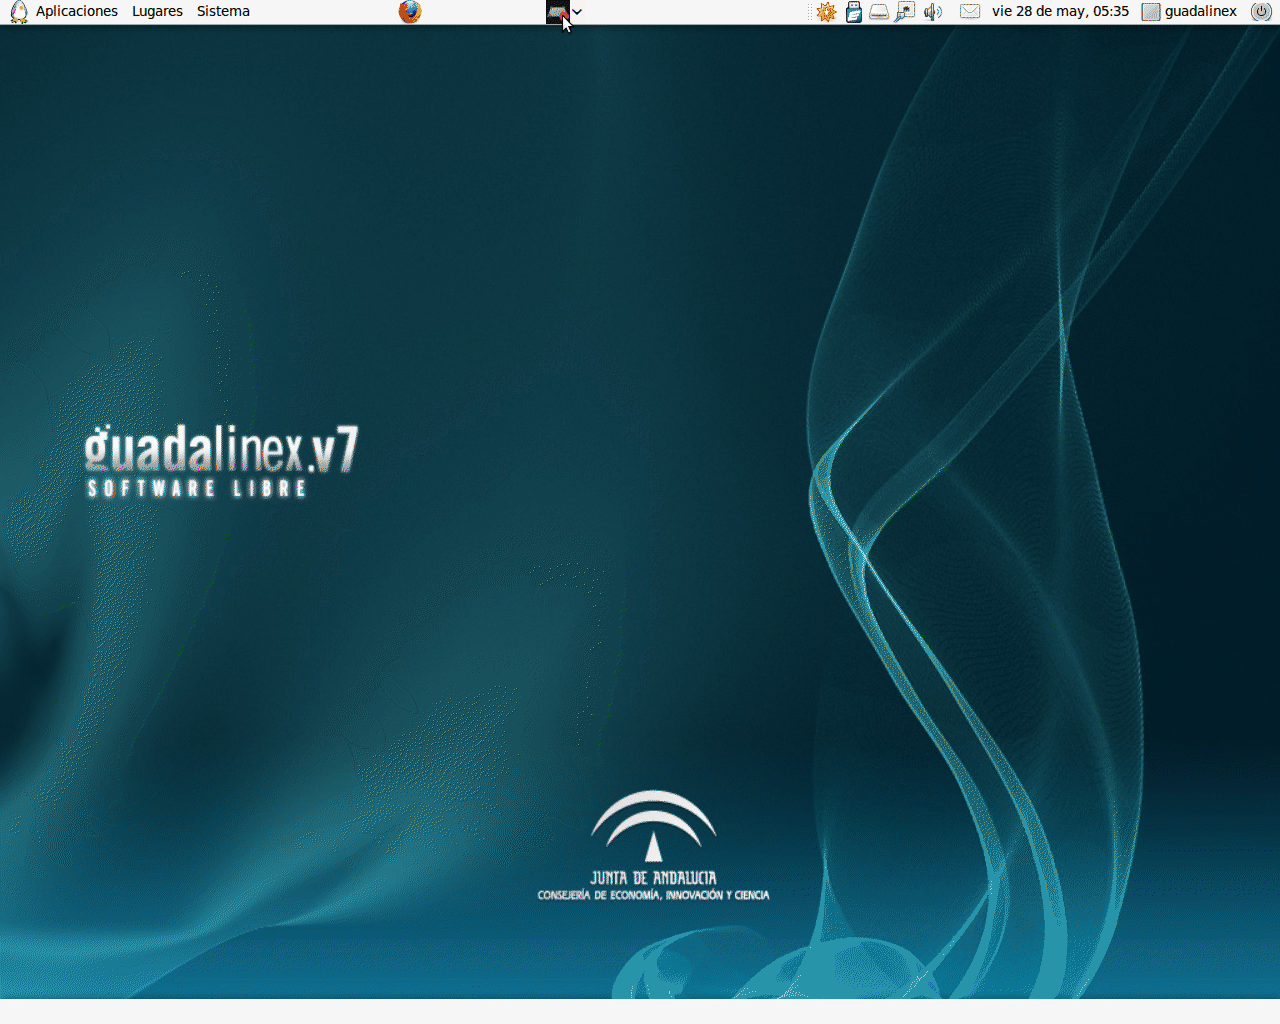 Aplicaciones Lugares Sistema vie 28 de may, 05:35 guadalinex
guadalinex.v7
SOFTWARE LIBRE
JUNTA DE ANDALUCIA
CONSEJERÍA DE ECONOMÍA, INNOVACIÓN Y CIENCIA